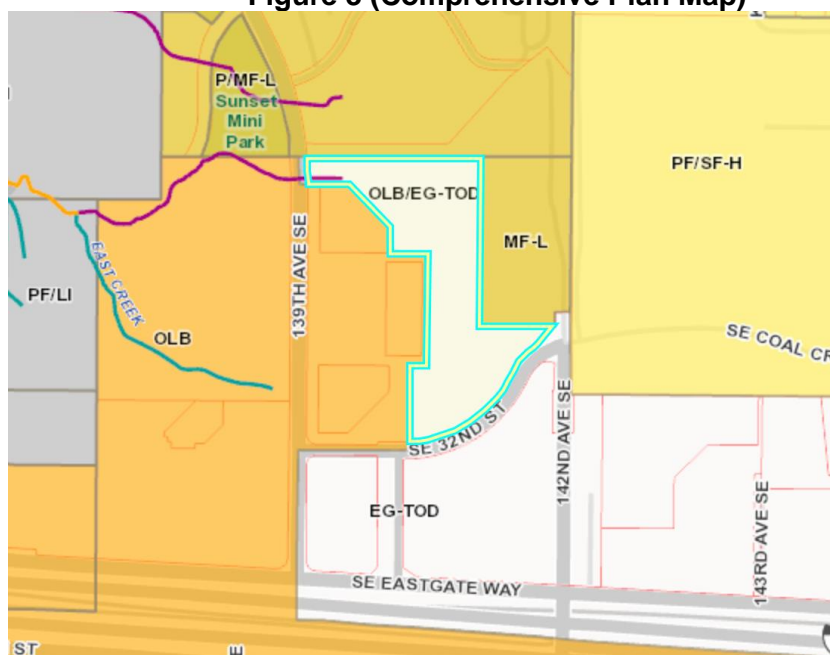 Figure 6 (Comprehensive Plan Map)
P/MF-L
Sunset
Mini
Park
PF/SF-H
OLB/EG-TOD
MF-L
139TH AVE SE
EAST CREEK
PF/LI
OLB
SE COAL CR
SE 32ND ST
142ND AVE SE
EG-TOD
143RD AVE SE
SE EASTGATE WAY
ST
E